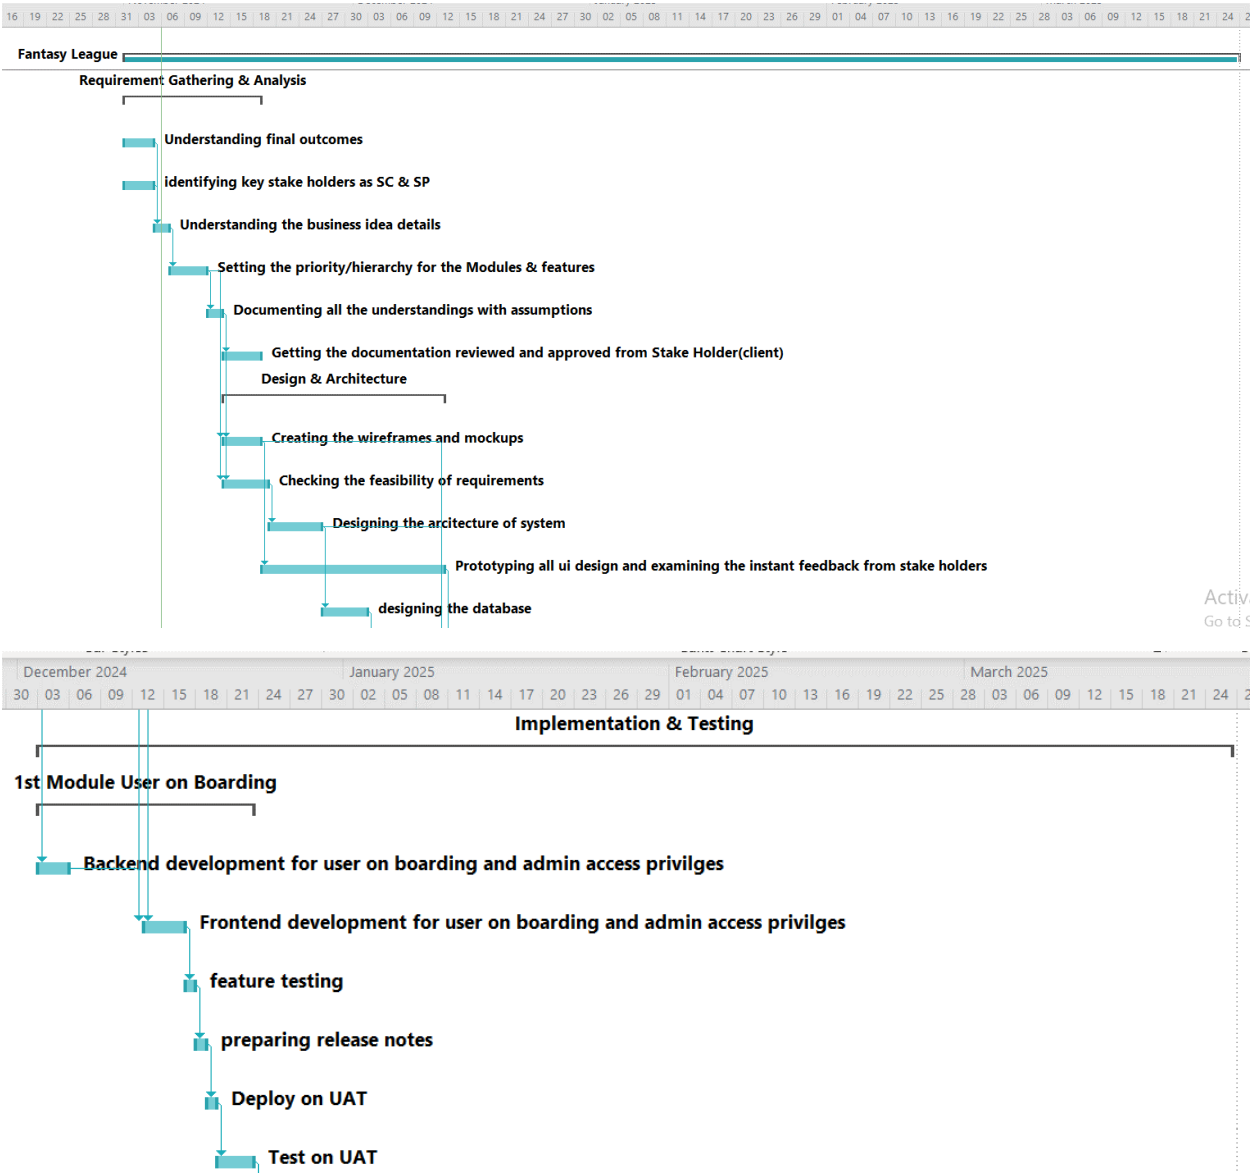 16 19 22 25 28 31 03 06 09 12 15 18 21 24 27 30 03 06 09 12 15 18 21 24 27 30 02 05 08 11 14 17 20 23 26 29 01 04 07 10 13 16 19 22 25 28 03 06 09 12 15 18 21 24
Fantasy League
Requirement Gathering & Analysis
Understanding final outcomes
identifying key stake holders as SC & SP
Understanding the business idea details
Setting the priority/hierarchy for the Modules & features
Documenting all the understandings with assumptions
Getting the documentation reviewed and approved from Stake Holder(client)
Design & Architecture
Creating the wireframes and mockups
Checking the feasibility of requirements
Designing the arcitecture of system
Prototyping all ui design and examining the instant feedback from stake holders
designing the database
Activa
Go to S
December 2024 January 2025 February 2025 March 2025
30 03 06 09 12 15 18 21 24 27 30 02 05 08 11 14 17 20 23 26 29 01 04 07 10 13 16 19 22 25 28 03 06 09 12 15 18 21 24 2
Implementation & Testing
1st Module User on Boarding
Backend development for user on boarding and admin access privilges
Frontend development for user on boarding and admin access privilges
feature testing
preparing release notes
Deploy on UAT
Test on UAT